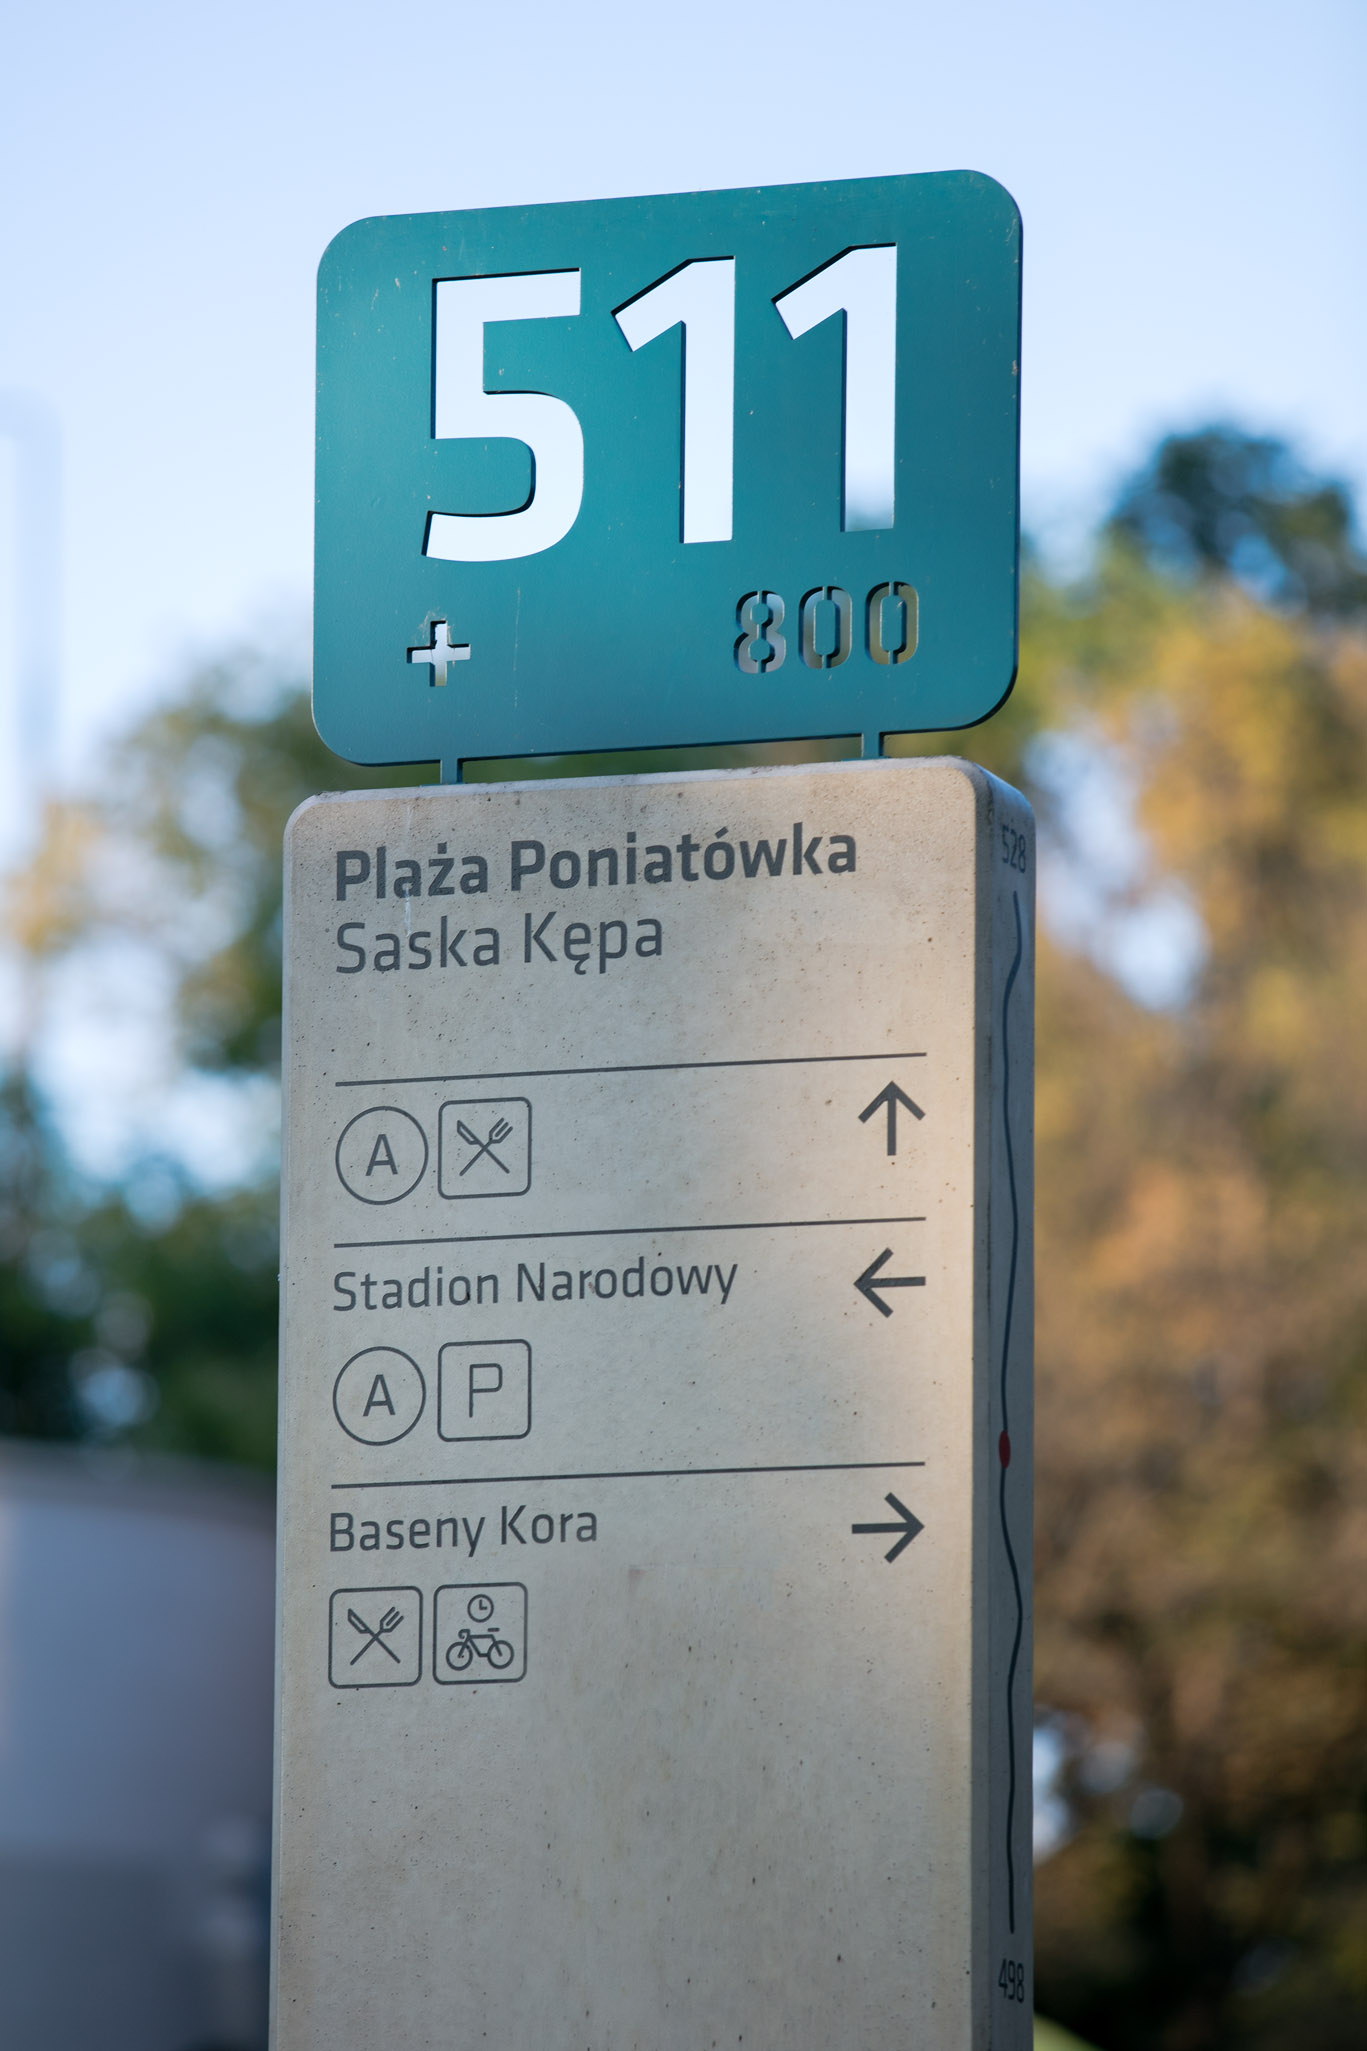 511
+ 800
Plaża Poniatówka
Saska Kępa
A
Stadion Narodowy
A P
Baseny Kora
528
498